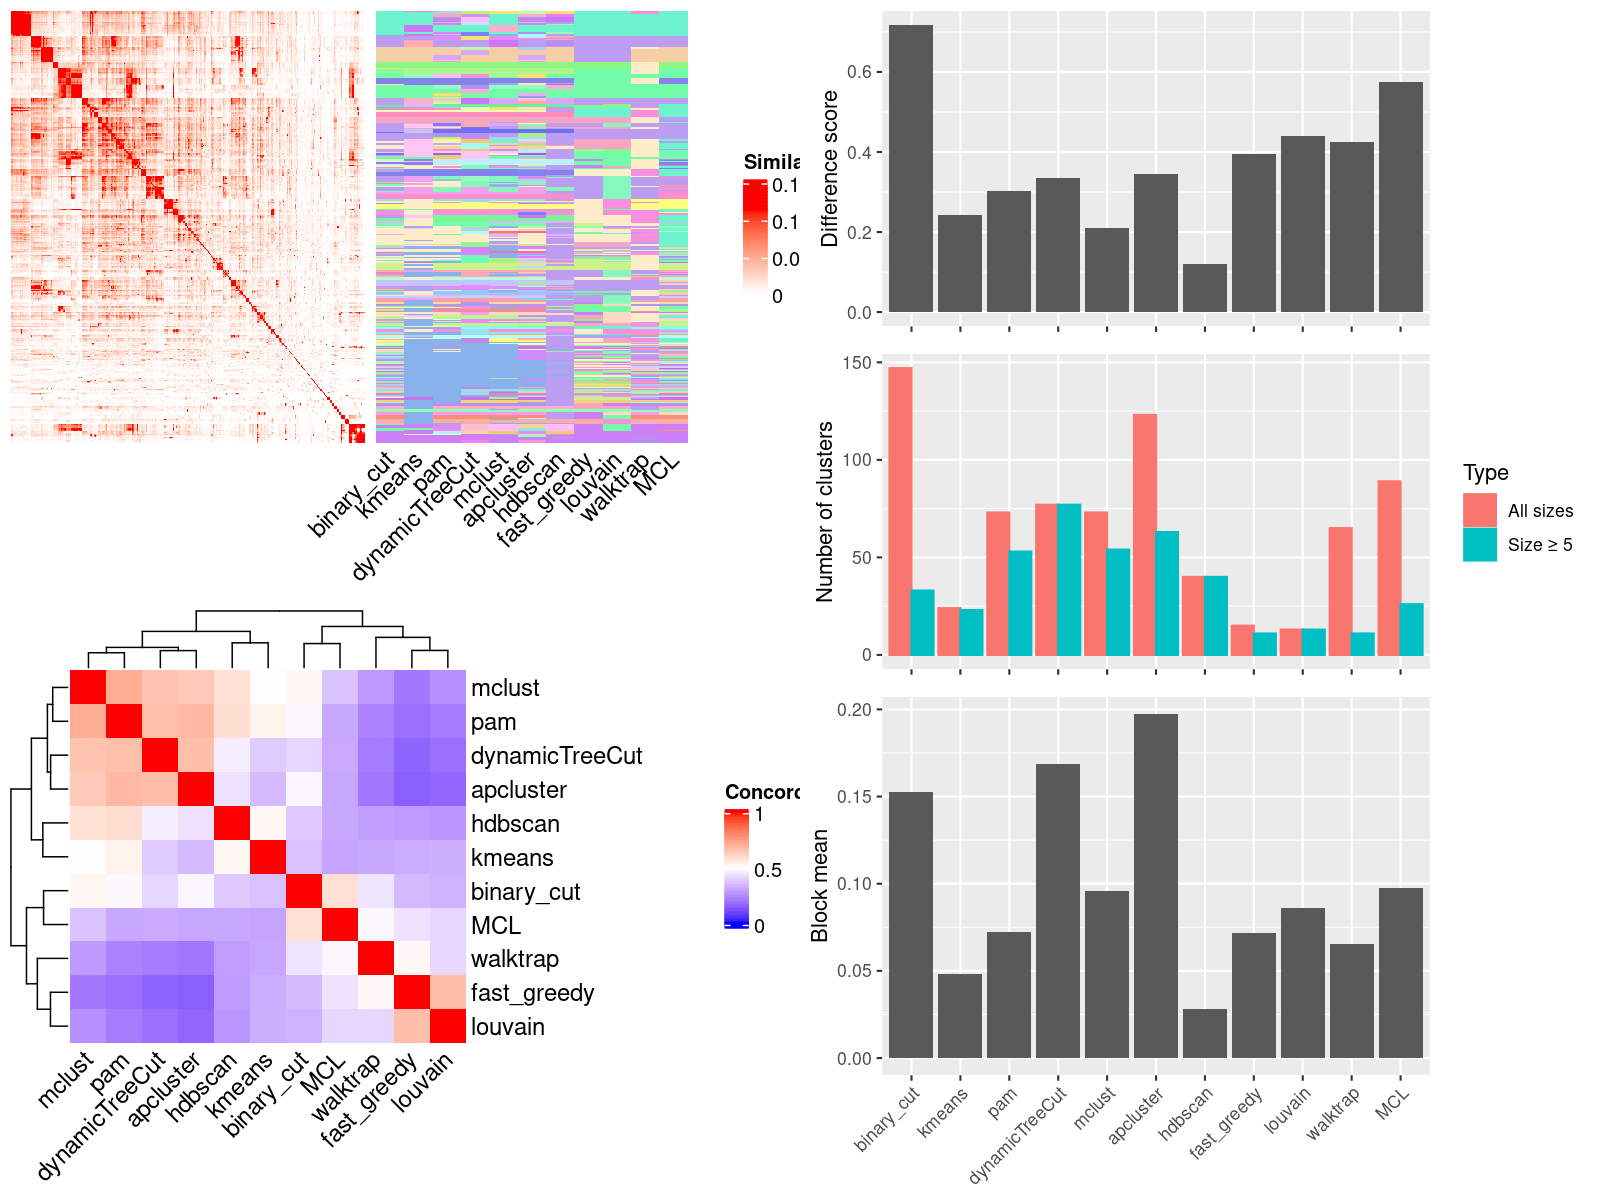 Simila
0.1
0.1
0.0
0
binary_cut
kmeans
pam
dynamicTreeCut
mclust
apcluster
hdbscan
fast_greedy
louvain
walktrap
MCL
mclust
pam
dynamicTreeCut
apcluster
hdbscan
kmeans
binary_cut
MCL
walktrap
fast_greedy
louvain
mclust
pam
dynamicTreeCut
apcluster
hdbscan
kmeans
binary_cut
MCL
walktrap
fast_greedy
louvain
Concord
1
0.5
0
Difference score
0.6
0.4
0.2
0.0
Number of clusters
150
100
50
0
Type
All sizes
Size ≥ 5
Block mean
0.20
0.15
0.10
0.05
0.00
binary_cut
kmeans
pam
dynamicTreeCut
mclust
apcluster
hdbscan
fast_greedy
louvain
walktrap
MCL